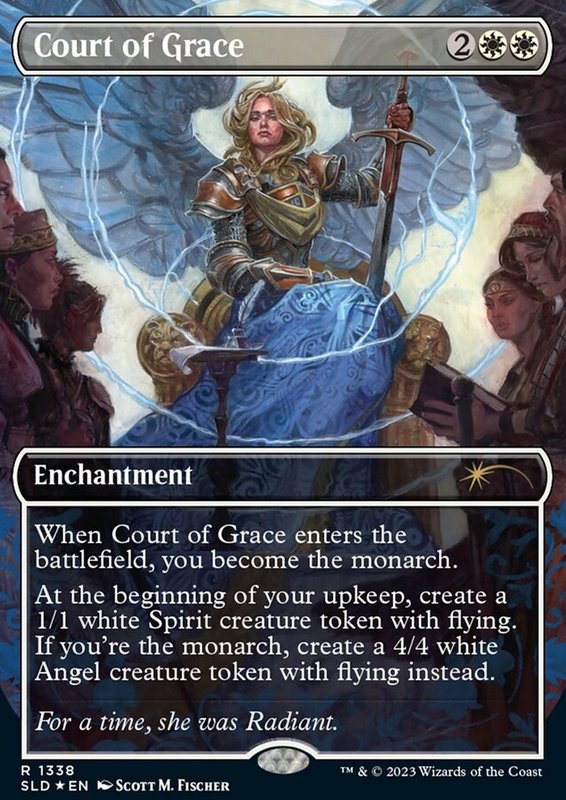 Court of Grace 2
Enchantment
When Court of Grace enters the
battlefield, you become the monarch.
At the beginning of your upkeep, create a
1/1 white Spirit creature token with flying.
If you're the monarch, create a 4/4 white
Angel creature token with flying instead.
For a time, she was Radiant.
R 1338
SLD ★ EN Scott M. Fischer
™ & © 2023 Wizards of the Coast